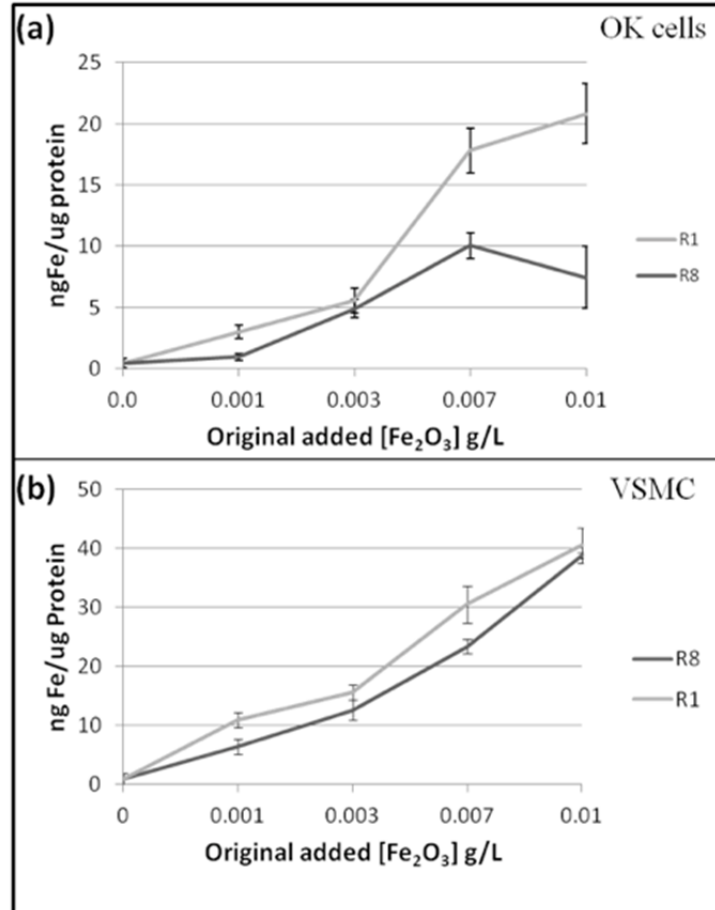 (a) OK cells
25
20
15
10
5
0
ngFe/ug protein
R1
R8
0.0 0.001 0.003 0.007 0.01
Original added [Fe₂O₃] g/L
(b) VSMC
50
40
30
20
10
0
ng Fe/ug Protein
R8
R1
0 0.001 0.003 0.007 0.01
Original added [Fe₂O₃] g/L